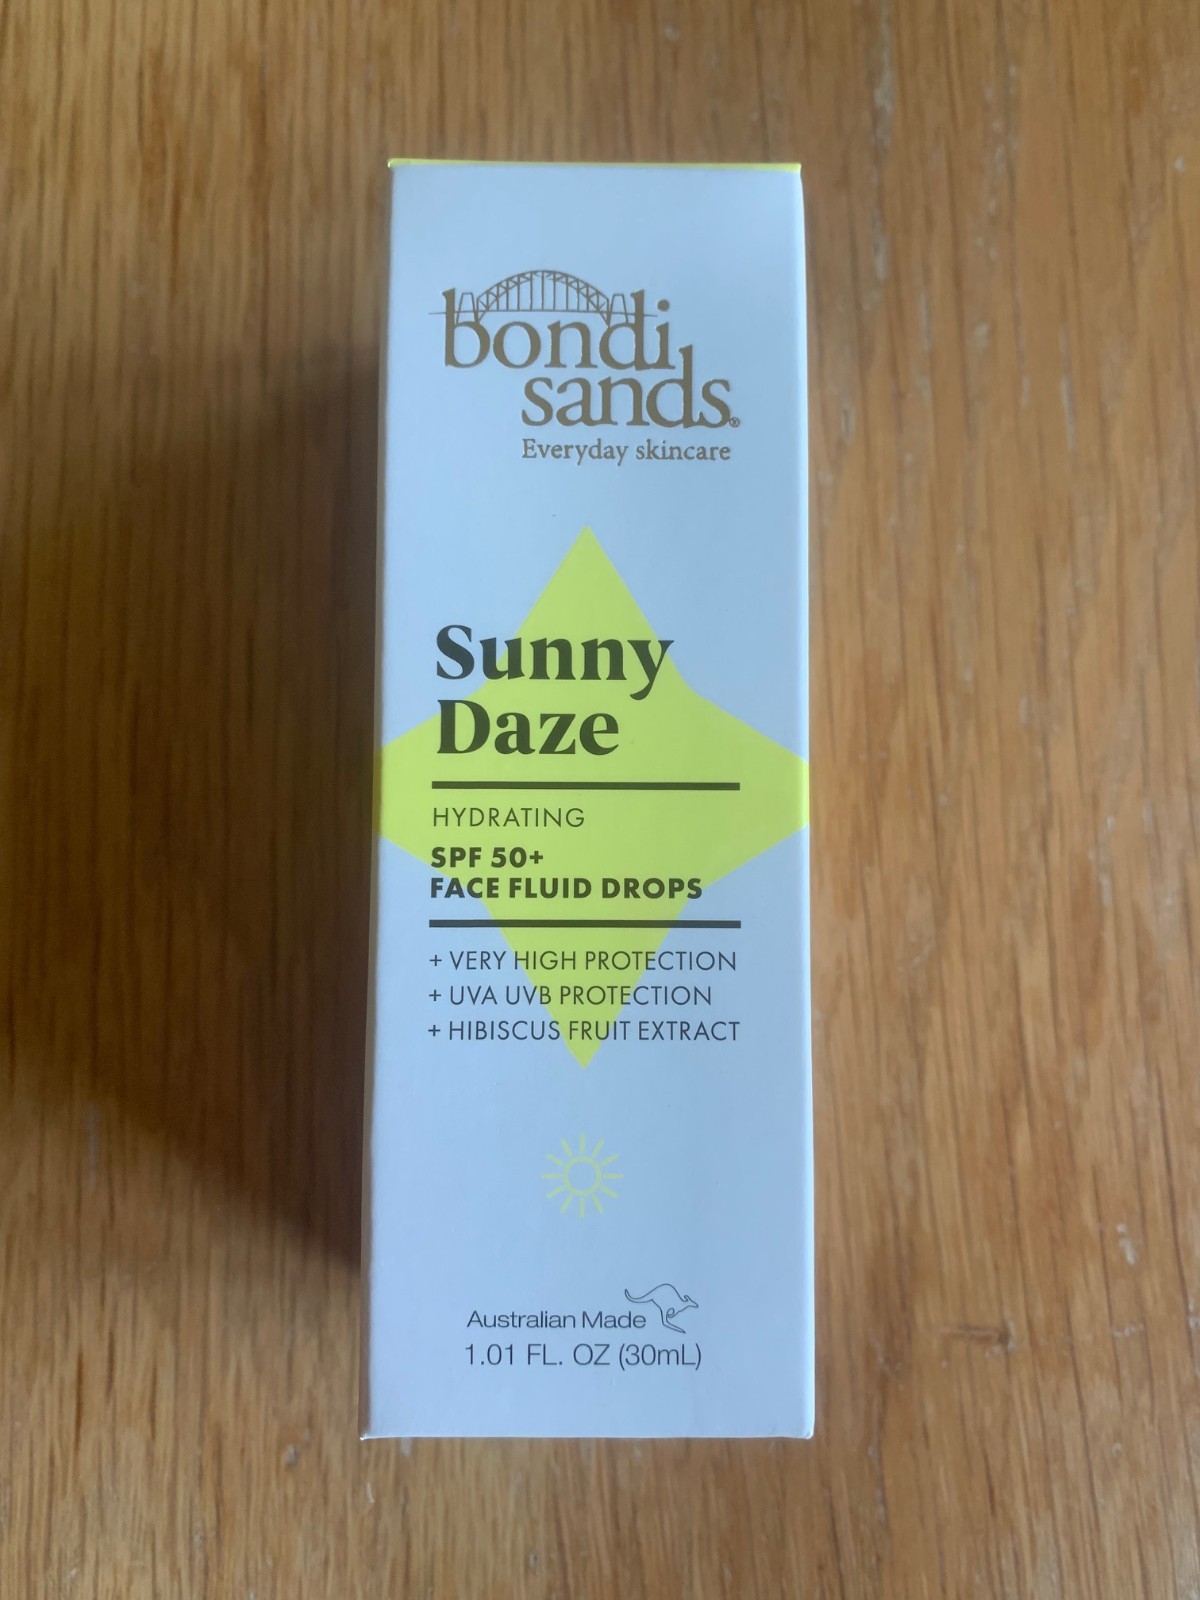 bondi
sands®
Everyday skincare
Sunny
Daze
HYDRATING
SPF 50+
FACE FLUID DROPS
+ VERY HIGH PROTECTION
+ UVA UVB PROTECTION
+ HIBISCUS FRUIT EXTRACT
Australian Made
1.01 FL. OZ (30mL)